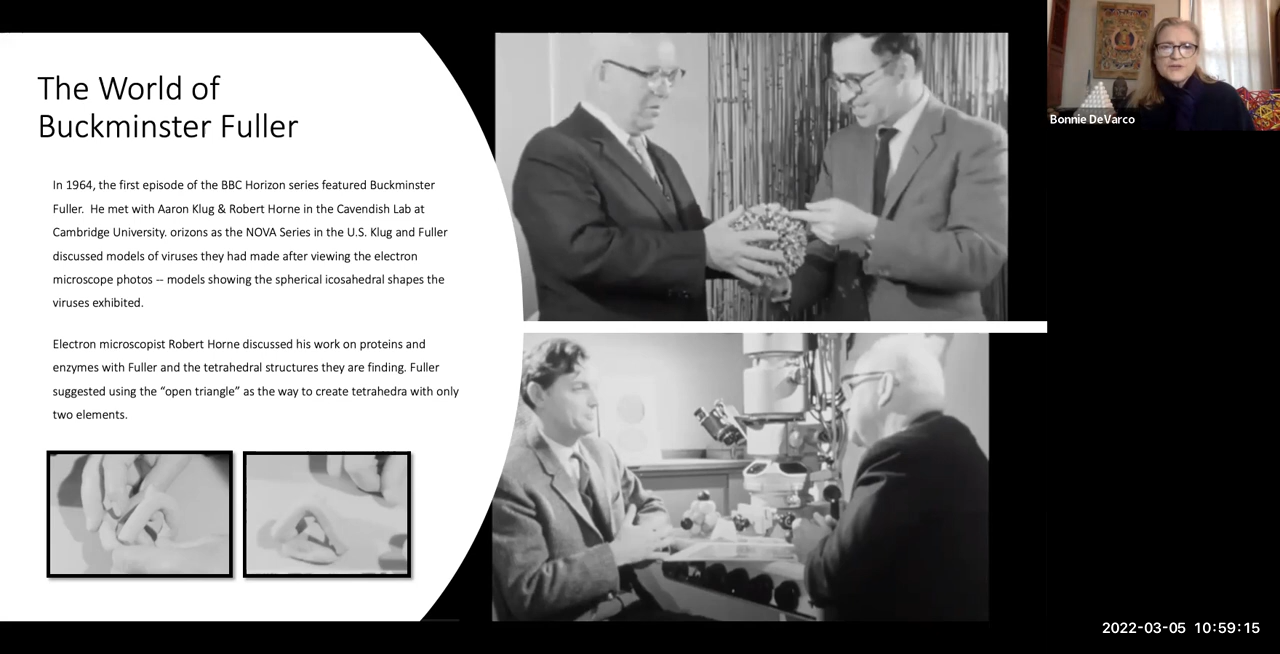 The World of
Buckminster Fuller
In 1964, the first episode of the BBC Horizon series featured Buckminster
Fuller.  He met with Aaron Klug & Robert Horne in the Cavendish Lab at
Cambridge University. orizons as the NOVA Series in the U.S. Klug and Fuller
discussed models of viruses they had made after viewing the electron
microscope photos -- models showing the spherical icosahedral shapes the
viruses exhibited.
Electron microscopist Robert Horne discussed his work on proteins and
enzymes with Fuller and the tetrahedral structures they are finding. Fuller
suggested using the “open triangle” as the way to create tetrahedra with only
two elements.
Bonnie DeVarco
2022-03-05 10:59:15